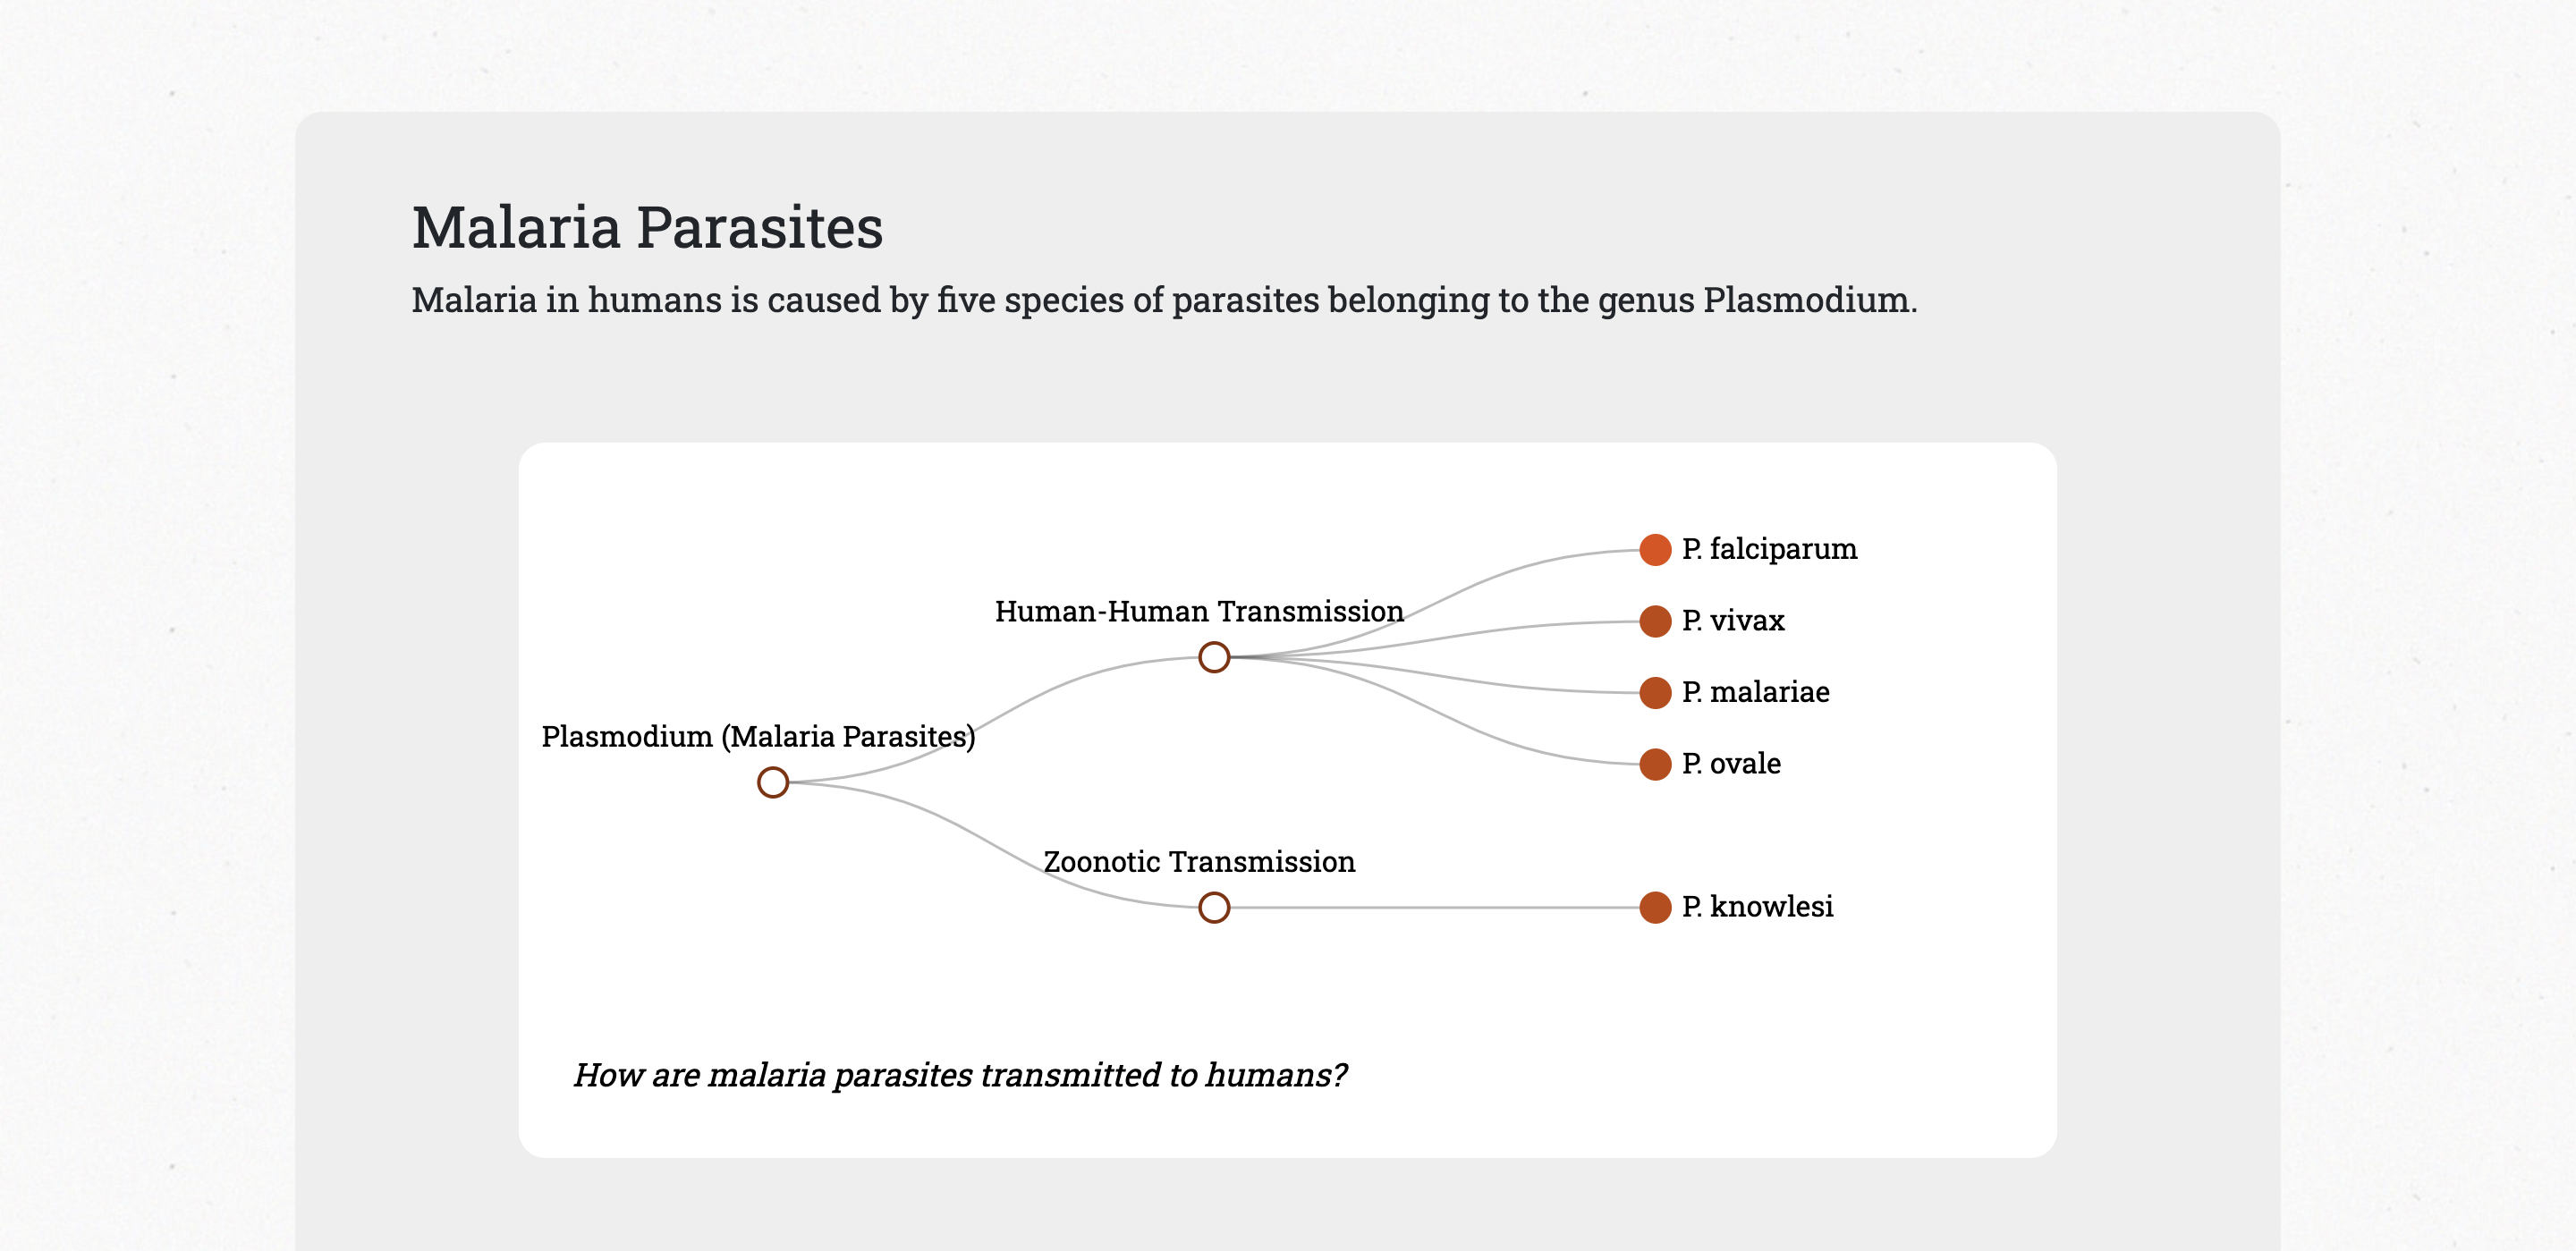 Malaria Parasites
Malaria in humans is caused by five species of parasites belonging to the genus Plasmodium.
P. falciparum
Human-Human Transmission
P. vivax
P. malariae
Plasmodium (Malaria Parasites)
P. ovale
Zoonotic Transmission
P. knowlesi
How are malaria parasites transmitted to humans?